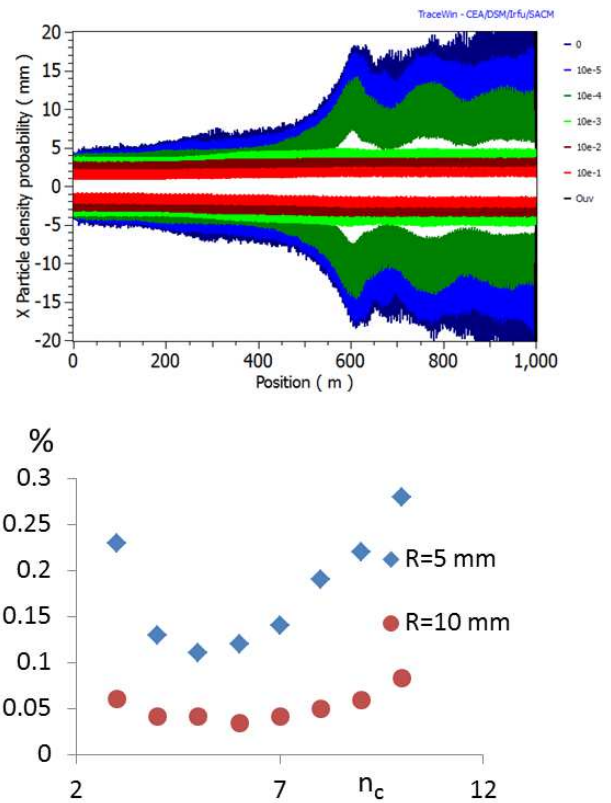 TraceWin - CEA/DSM/Irfu/SACM
X Particle density probability ( mm )
20
15
10
5
0
-5
-10
-15
-20
0
200
400
600
800
1,000
Position ( m )
0
10e-5
10e-4
10e-3
10e-2
10e-1
Ouv
%
0.3
0.25
0.2
0.15
0.1
0.05
0
2
7
12
nc
R=5 mm
R=10 mm